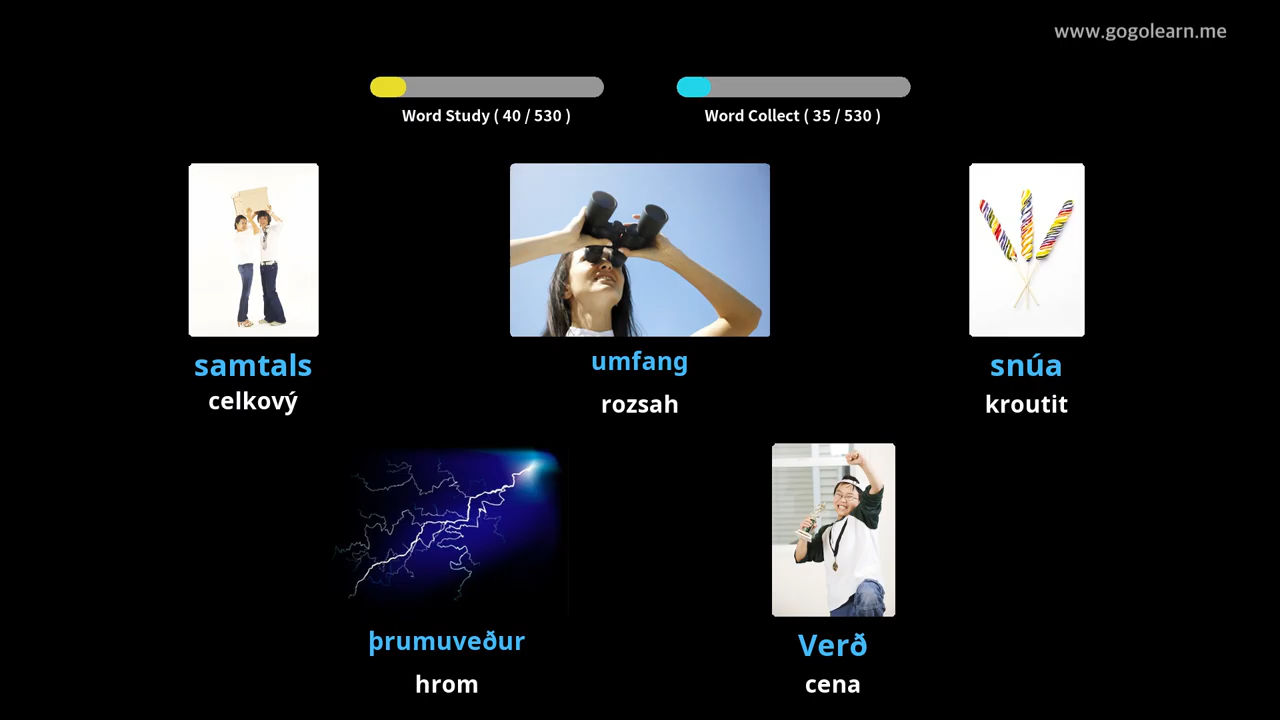 www.gogolearn.me
Word Study ( 40 / 530 )
Word Collect ( 35 / 530 )
samtals
celkový
umfang
rozsah
snúa
kroutit
þrumuveður
hrom
Verð
cena